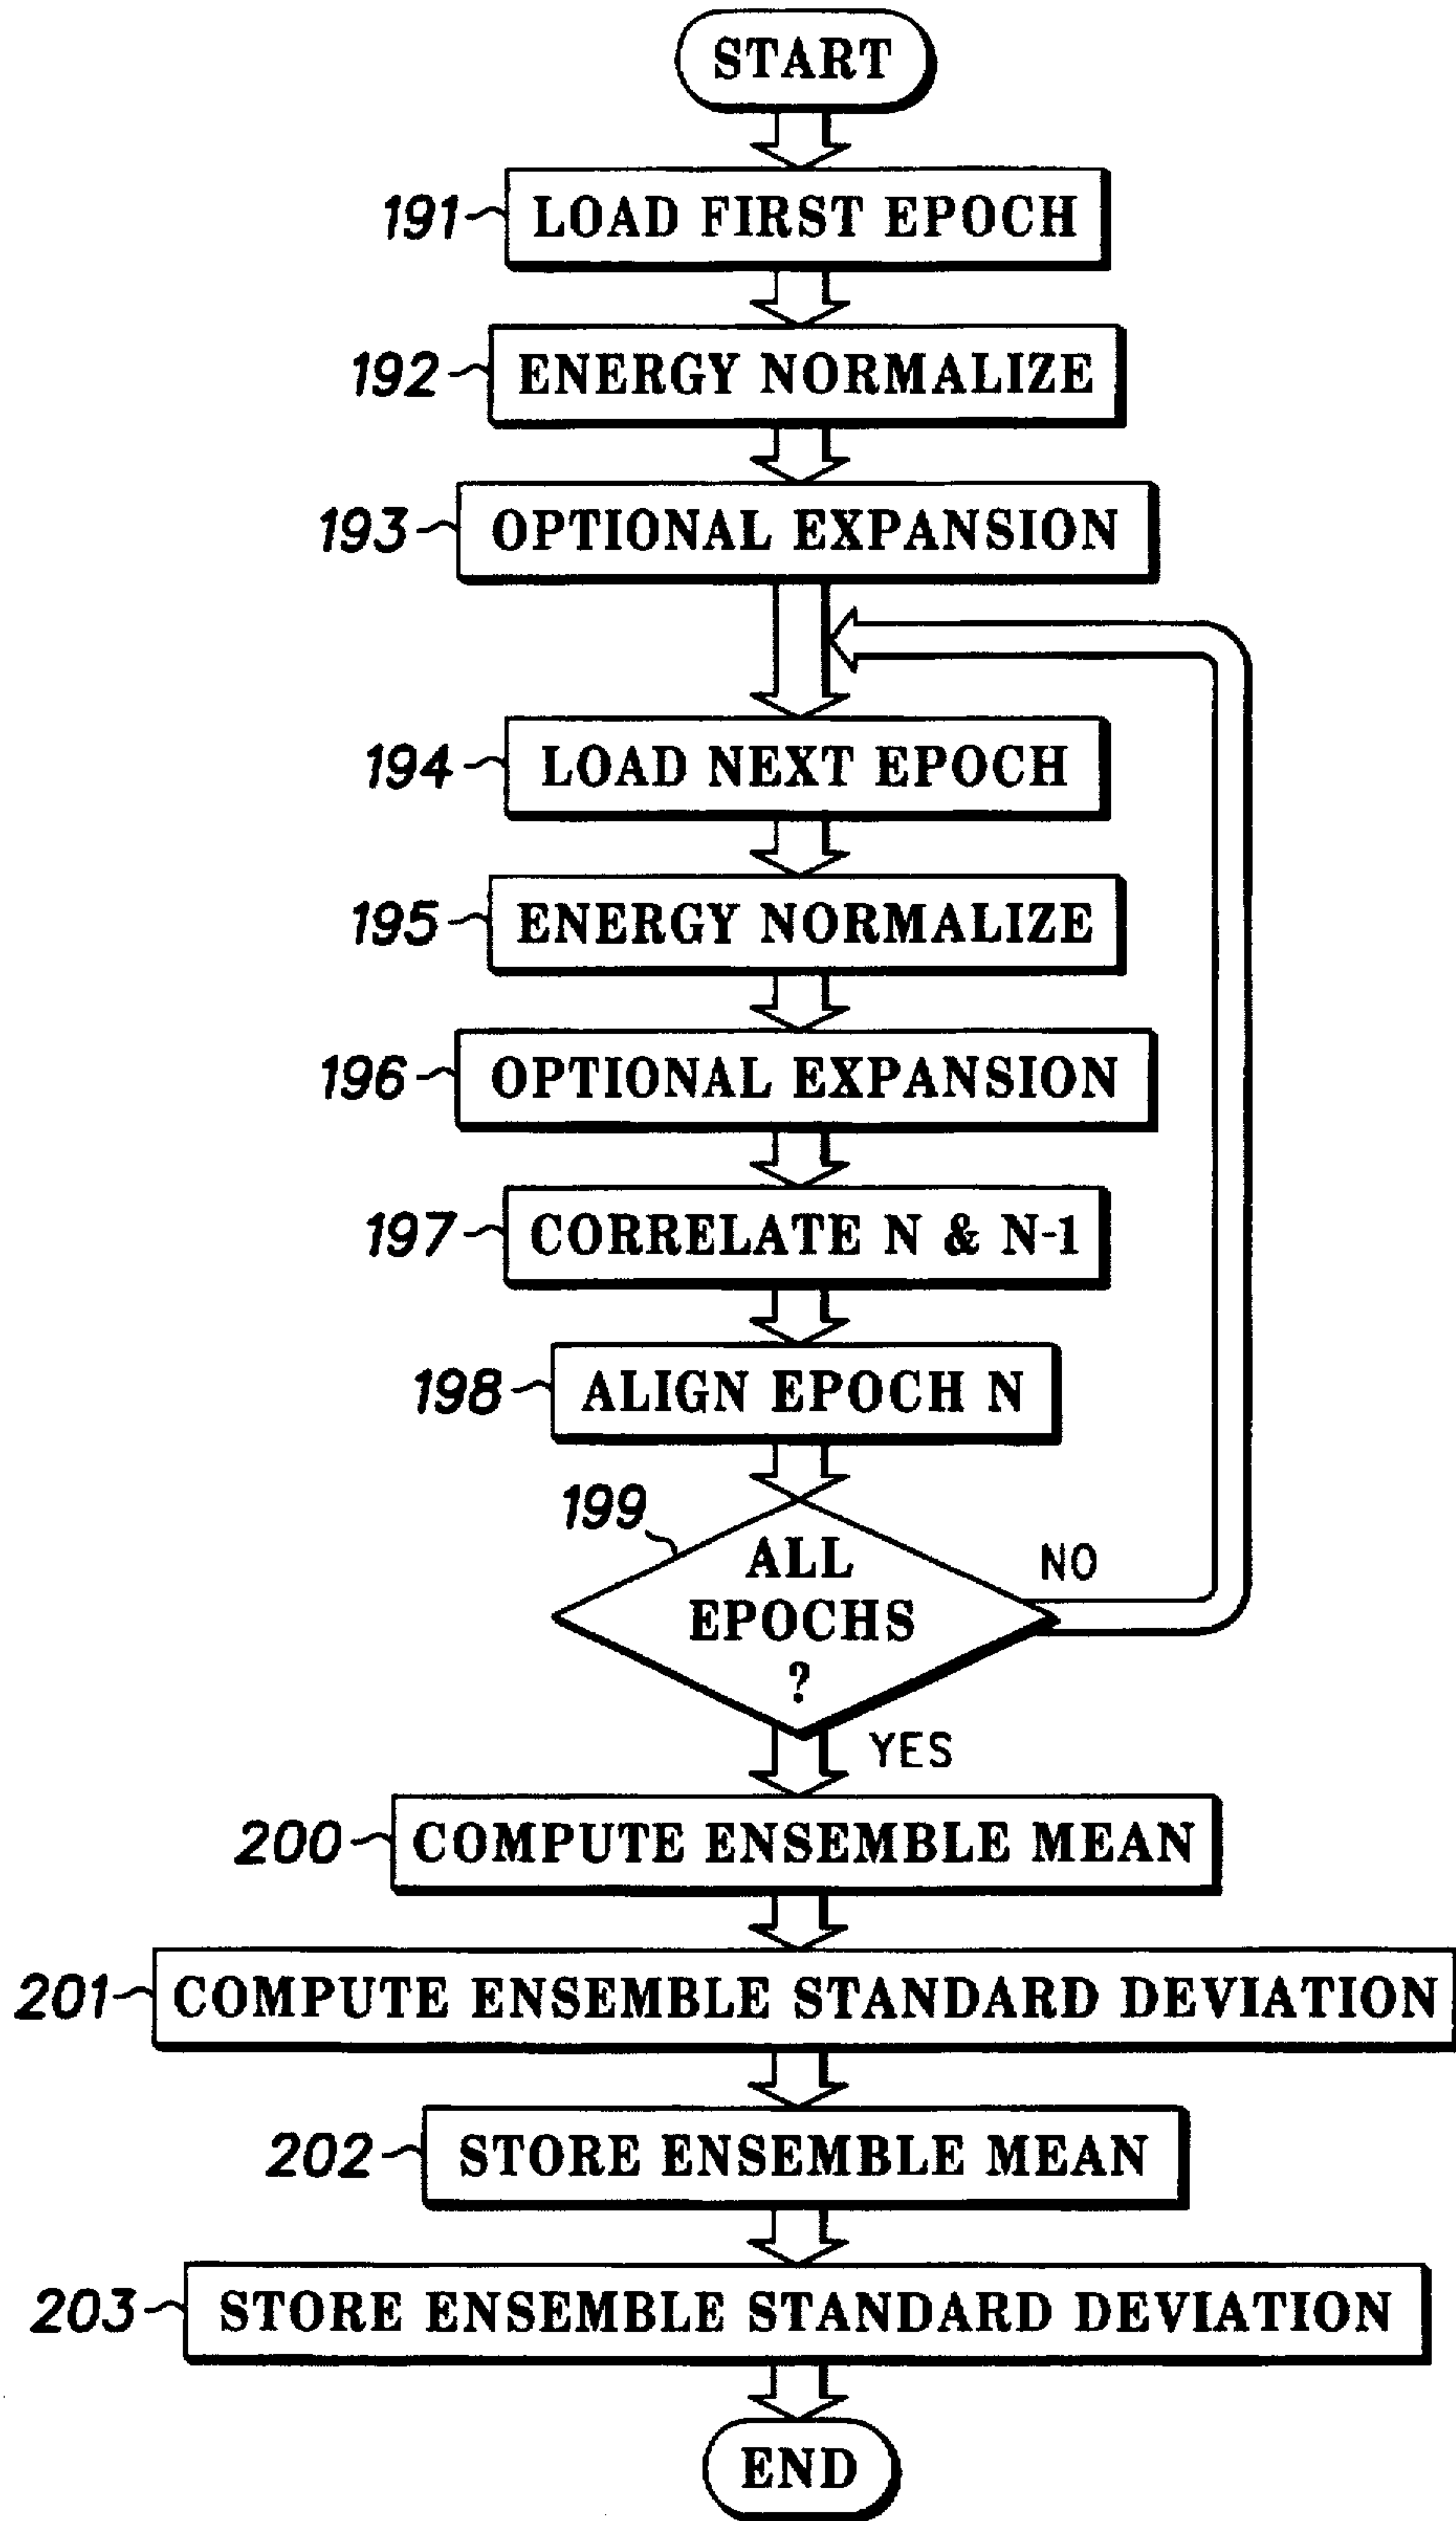 START
191 LOAD FIRST EPOCH
192 ENERGY NORMALIZE
193 OPTIONAL EXPANSION
194 LOAD NEXT EPOCH
195 ENERGY NORMALIZE
196 OPTIONAL EXPANSION
197 CORRELATE N & N-1
198 ALIGN EPOCH N
199
ALL
EPOCHS
?
NO
YES
200 COMPUTE ENSEMBLE MEAN
201 COMPUTE ENSEMBLE STANDARD DEVIATION
202 STORE ENSEMBLE MEAN
203 STORE ENSEMBLE STANDARD DEVIATION
END